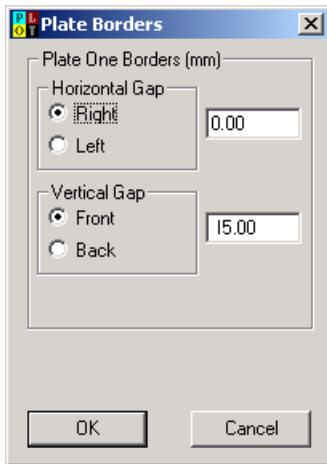 P L O T Plate Borders
Plate One Borders (mm)
Horizontal Gap
Right 0.00
Left
Vertical Gap
Front 15.00
Back
OK Cancel